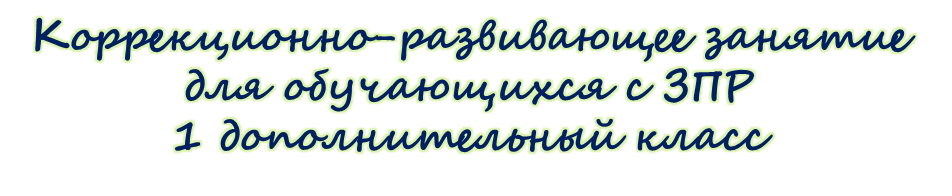 Коррекционно-развивающее занятие
для обучающихся с ЗПР
1 дополнительный класс